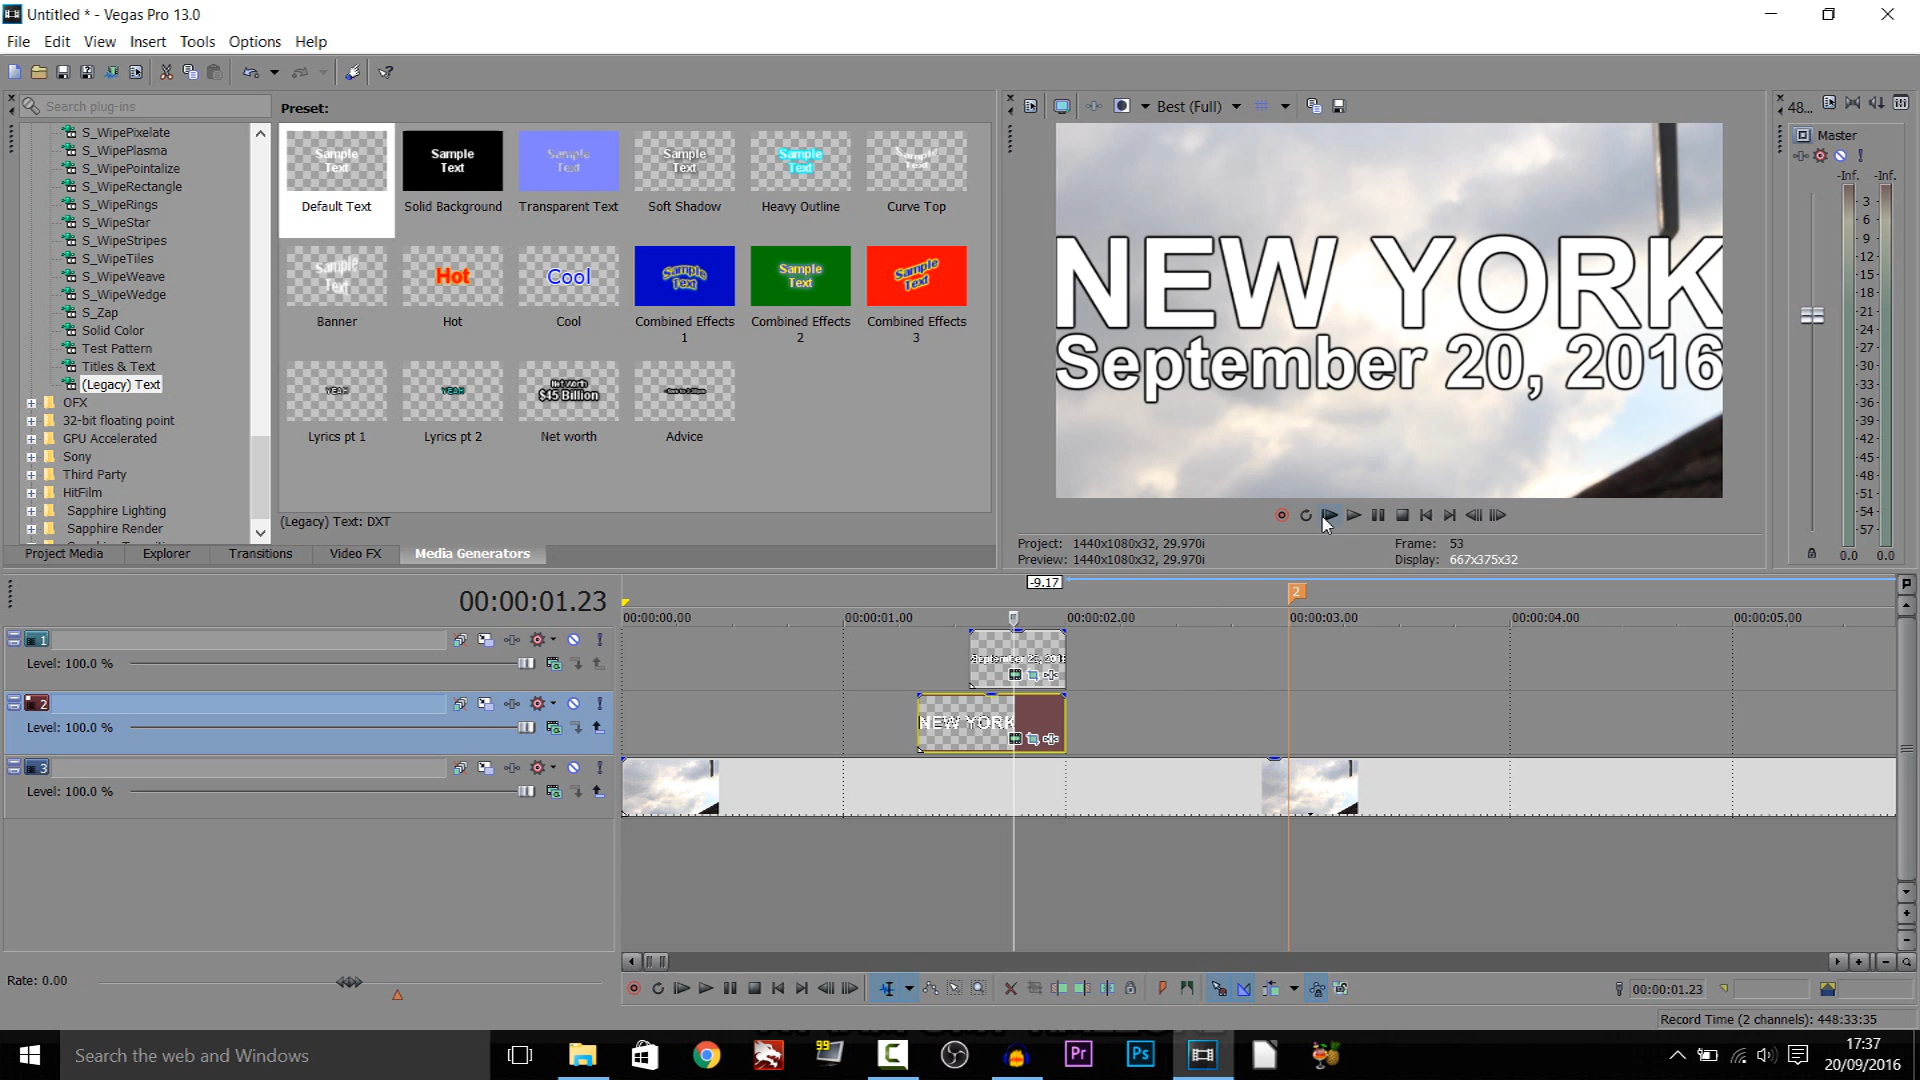 Untitled * - Vegas Pro 13.0
File Edit View Insert Tools Options Help
Search plug-ins
S_WipePixelate
S_WipePlasma
S_WipePointalize
S_WipeRectangle
S_WipeRings
S_WipeStar
S_WipeStripes
S_WipeTiles
S_WipeWeave
S_WipeWedge
S_Zap
Solid Color
Test Pattern
Titles & Text
(Legacy) Text
OFX
32-bit floating point
GPU Accelerated
Sony
Third Party
HitFilm
Sapphire Lighting
Sapphire Render
Project Media Explorer Transitions Video FX Media Generators
Preset:
Sample Text Sample Text Sample Text Sample Text Sample Text Sample Text
Default Text Solid Background Transparent Text Soft Shadow Heavy Outline Curve Top
Sample Text Hot Cool Sample Text Sample Text Sample Text
Banner Hot Cool Combined Effects 1 Combined Effects 2 Combined Effects 3
YEAH YEAH Net Worth $45 Billion
Lyrics pt 1 Lyrics pt 2 Net worth Advice
(Legacy) Text: DXT
Best (Full)
NEW YORK
September 20, 2016
Project: 1440x1080x32, 29.970i
Preview: 1440x1080x32, 29.970i
Frame: 53
Display: 667x375x32
48...
Master
-Inf. -Inf.
3
6
9
12
15
18
21
24
27
30
33
36
39
42
45
48
51
54
57
0.0 0.0
00:00:01.23
-9.17
2
00:00:00.00 00:00:01.00 00:00:02.00 00:00:03.00 00:00:04.00 00:00:05.00
1
Level: 100.0 %
September 20, 201
2
Level: 100.0 %
NEW YORK
3
Level: 100.0 %
Rate: 0.00
00:00:01.23
Record Time (2 channels): 448:33:35
Search the web and Windows
99
Pr
Ps
17:37
20/09/2016